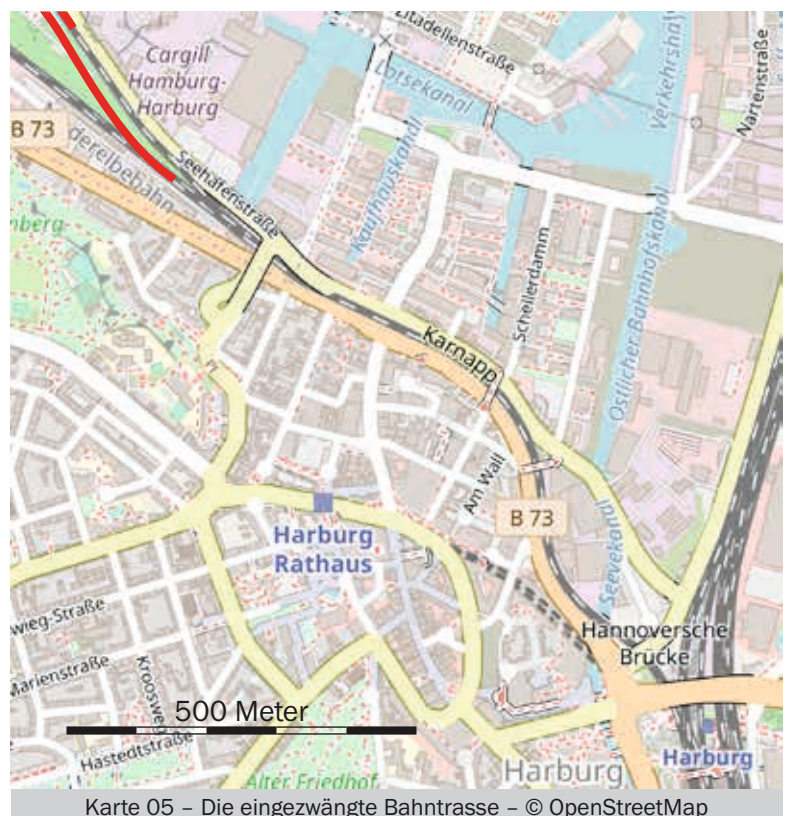 Zitadellenstraße
Cargill
Hamburg-
Harburg
Lotsekanal
Verkehrsha
Nartenstraße
B 73
derelbebahn
Seehafenstraße
Kaufhauskanal
nberg
Schellerdamm
Östlicher Bahnhofskanal
Karnapp
Am Wall
B 73
Harburg
Rathaus
Seevekanal
wieg-Straße
Hannoversche
Brücke
Marienstraße
Krooswe
500 Meter
Hastedtstraße
Harburg
Harburg
Alter Friedhof
Karte 05 – Die eingezwängte Bahntrasse – © OpenStreetMap